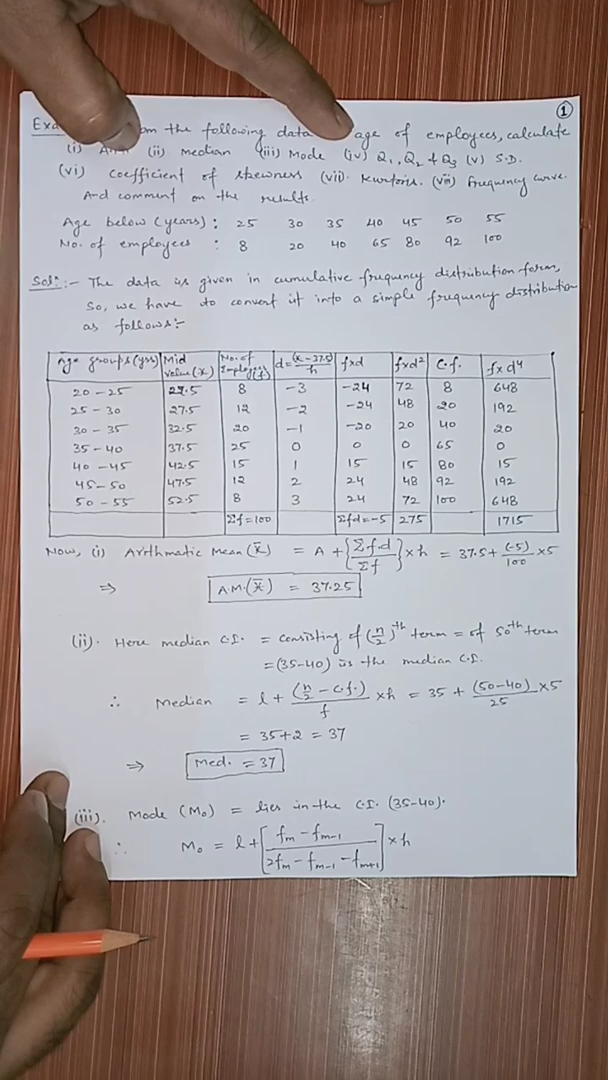 ①
om the following data age of employees, calculate
(i) (ii) median (iii) Mode (iv) Q₁, Q₂ & Q₃ (v) S.D.
(vi) coefficient of skewness (vii) Kurtosis. (viii) frequency curve.
And comment on the results.
Age below (years) : 25 30 35 40 45 50 55
No. of employees : 8 20 40 65 80 92 100
Solⁿ:- The data is given in cumulative frequency distribution form,
So, we have to convert it into a simple frequency distribution
as follows:-
Age groups (yrs) Mid value (x) No. of Employees (f) d = (x-37.5)/h fxd fxd² C.f. fxd⁴
20-25 22.5 8 -3 -24 72 8 648
25-30 27.5 12 -2 -24 48 20 192
30-35 32.5 20 -1 -20 20 40 20
35-40 37.5 25 0 0 0 65 0
40-45 42.5 15 1 15 15 80 15
45-50 47.5 12 2 24 48 92 192
50-55 52.5 8 3 24 72 100 648
Σf=100 Σfd=-5 275 1715
Now, (i) Arithmatic Mean (x̄) = A + {Σfd/Σf} × h = 37.5 + (-5)/100 × 5
⇒ A.M.(x̄) = 37.25
(ii). Here median C.I. = consisting of (n/2)th term = of 50th term
= (35-40) is the median C.I.
∴ Median = l + (n/2 - C.f.)/f × h = 35 + (50-40)/25 × 5
= 35+2 = 37
⇒ Med. = 37
(iii). Mode (Mo) = lies in the C.I. (35-40).
∴ Mo = l + [(fm - fm-1)/(2fm - fm-1 - fm+1)] × h